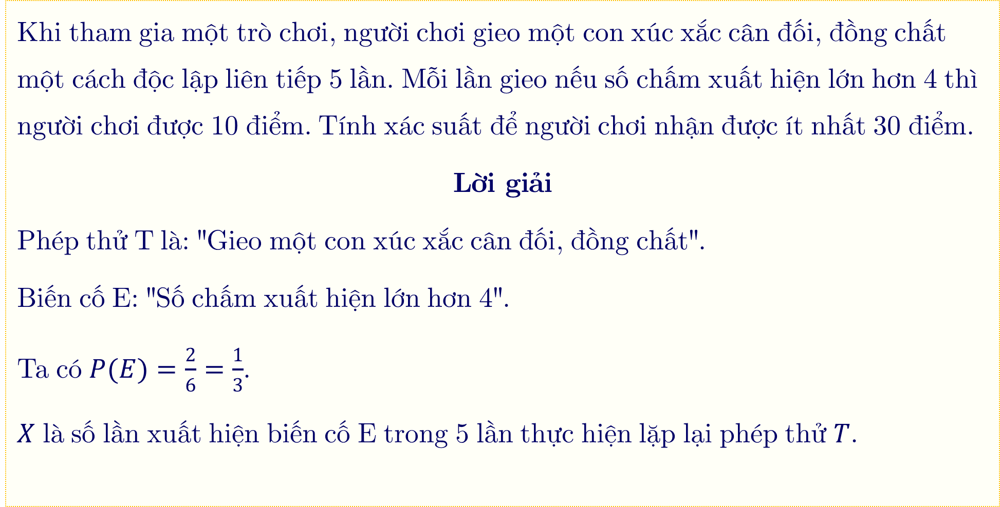 Khi tham gia một trò chơi, người chơi gieo một con xúc xắc cân đối, đồng chất
một cách độc lập liên tiếp 5 lần. Mỗi lần gieo nếu số chấm xuất hiện lớn hơn 4 thì
người chơi được 10 điểm. Tính xác suất để người chơi nhận được ít nhất 30 điểm.
Lời giải
Phép thử T là: "Gieo một con xúc xắc cân đối, đồng chất".
Biến cố E: "Số chấm xuất hiện lớn hơn 4".
Ta có P(E) = 2/6 = 1/3.
X là số lần xuất hiện biến cố E trong 5 lần thực hiện lặp lại phép thử T.